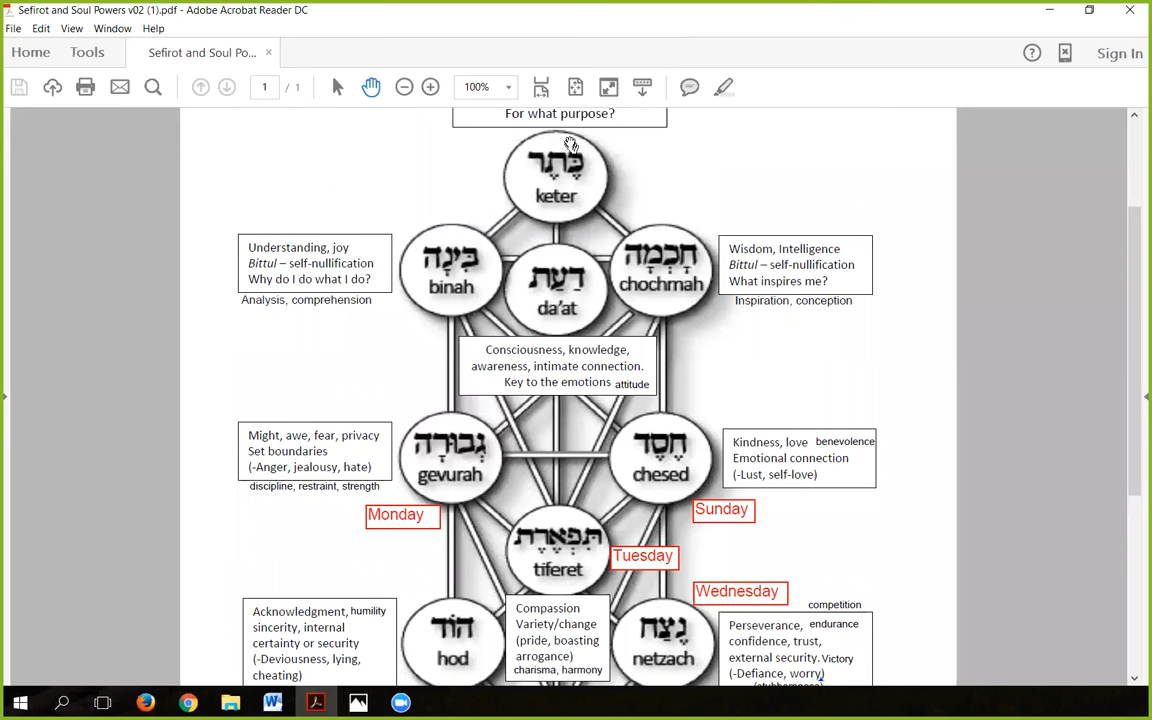 Sefirot and Soul Powers v02 (1).pdf - Adobe Acrobat Reader DC
File Edit View Window Help
Home Tools Sefirot and Soul Po... × Sign In
1 / 1 100%
For what purpose?
כֶּתֶר
keter
Understanding, joy
Bittul – self-nullification
Why do I do what I do?
Analysis, comprehension
בִּינָה
binah
דַעַת
da'at
חָכְמָה
chochmah
Wisdom, Intelligence
Bittul – self-nullification
What inspires me?
Inspiration, conception
Consciousness, knowledge,
awareness, intimate connection.
Key to the emotions attitude
Might, awe, fear, privacy
Set boundaries
(-Anger, jealousy, hate)
discipline, restraint, strength
גְבוּרָה
gevurah
חֶסֶד
chesed
Kindness, love benevolence
Emotional connection
(-Lust, self-love)
Monday
Sunday
תִּפְאֶרֶת
tiferet
Tuesday
Wednesday
Acknowledgment, humility
sincerity, internal
certainty or security
(-Deviousness, lying,
cheating)
הוֹד
hod
Compassion
Variety/change
(pride, boasting
arrogance)
charisma, harmony
נֶצַח
netzach
competition
Perseverance, endurance
confidence, trust,
external security. Victory
(-Defiance, worry)